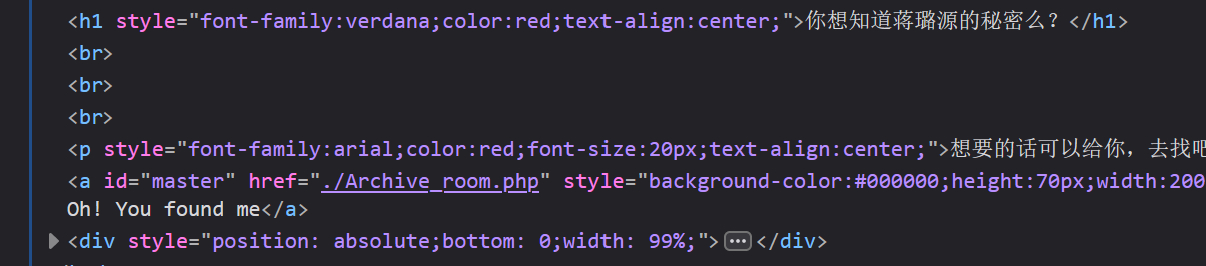 <h1 style="font-family:verdana;color:red;text-align:center;">你想知道蒋璐源的秘密么？</h1>
<br>
<br>
<br>
<p style="font-family:arial;color:red;font-size:20px;text-align:center;">想要的话可以给你，去找吧
<a id="master" href="./Archive_room.php" style="background-color:#000000;height:70px;width:200
Oh! You found me</a>
<div style="position: absolute;bottom: 0;width: 99%;">…</div>